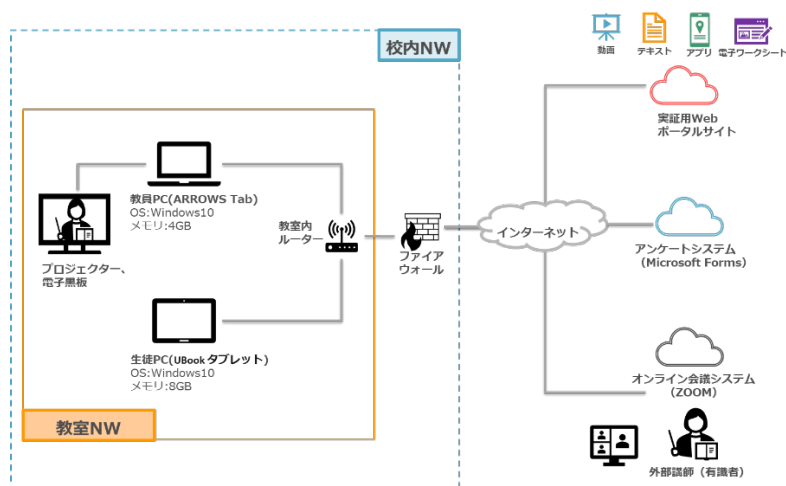 校内NW
動画
テキスト
アプリ
電子ワークシート
実証用Web
ポータルサイト
教員PC(ARROWS Tab)
OS:Windows10
メモリ:4GB
教室内
ルーター
プロジェクター、
電子黒板
ファイア
ウォール
インターネット
アンケートシステム
(Microsoft Forms)
生徒PC(UBook タブレット)
OS:Windows10
メモリ:8GB
オンライン会議システム
(ZOOM)
教室NW
外部講師（有識者）